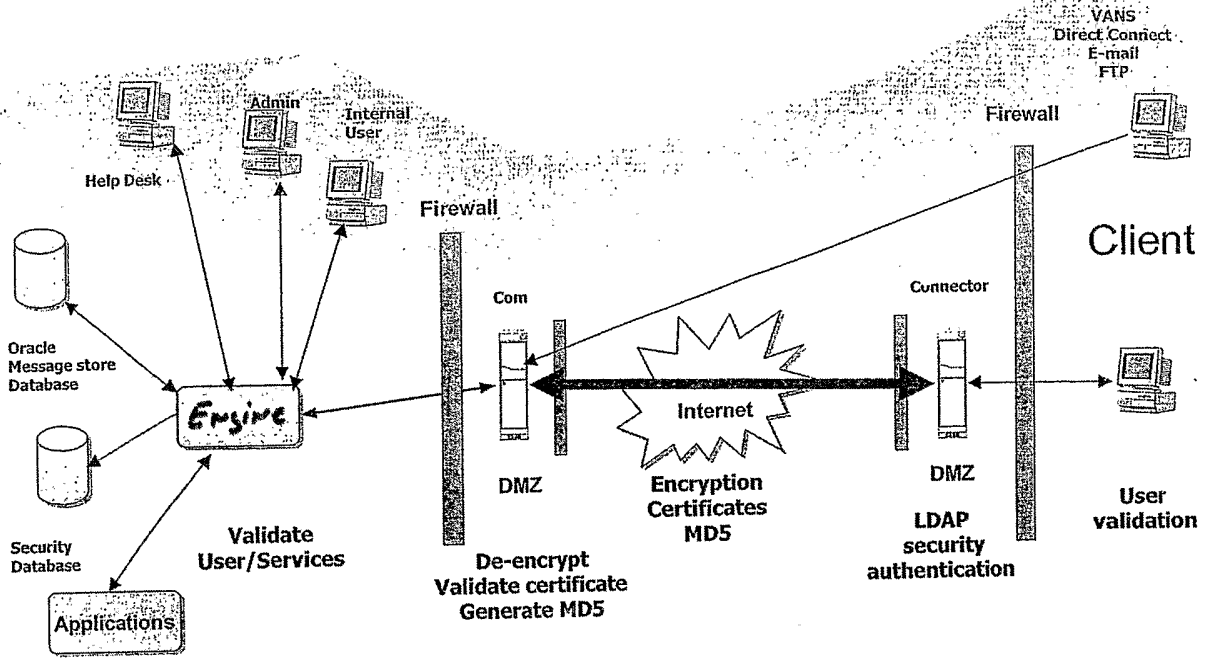 VANS
Direct Connect
E-mail
FTP
Admin
Internal
User
Firewall
Help Desk
Firewall
Client
Com
Connector
Oracle
Message store
Database
Engine
Internet
DMZ
Encryption
Certificates
MD5
DMZ
User
validation
LDAP
security
authentication
Validate
User/Services
Security
Database
De-encrypt
Validate certificate
Generate MD5
Applications